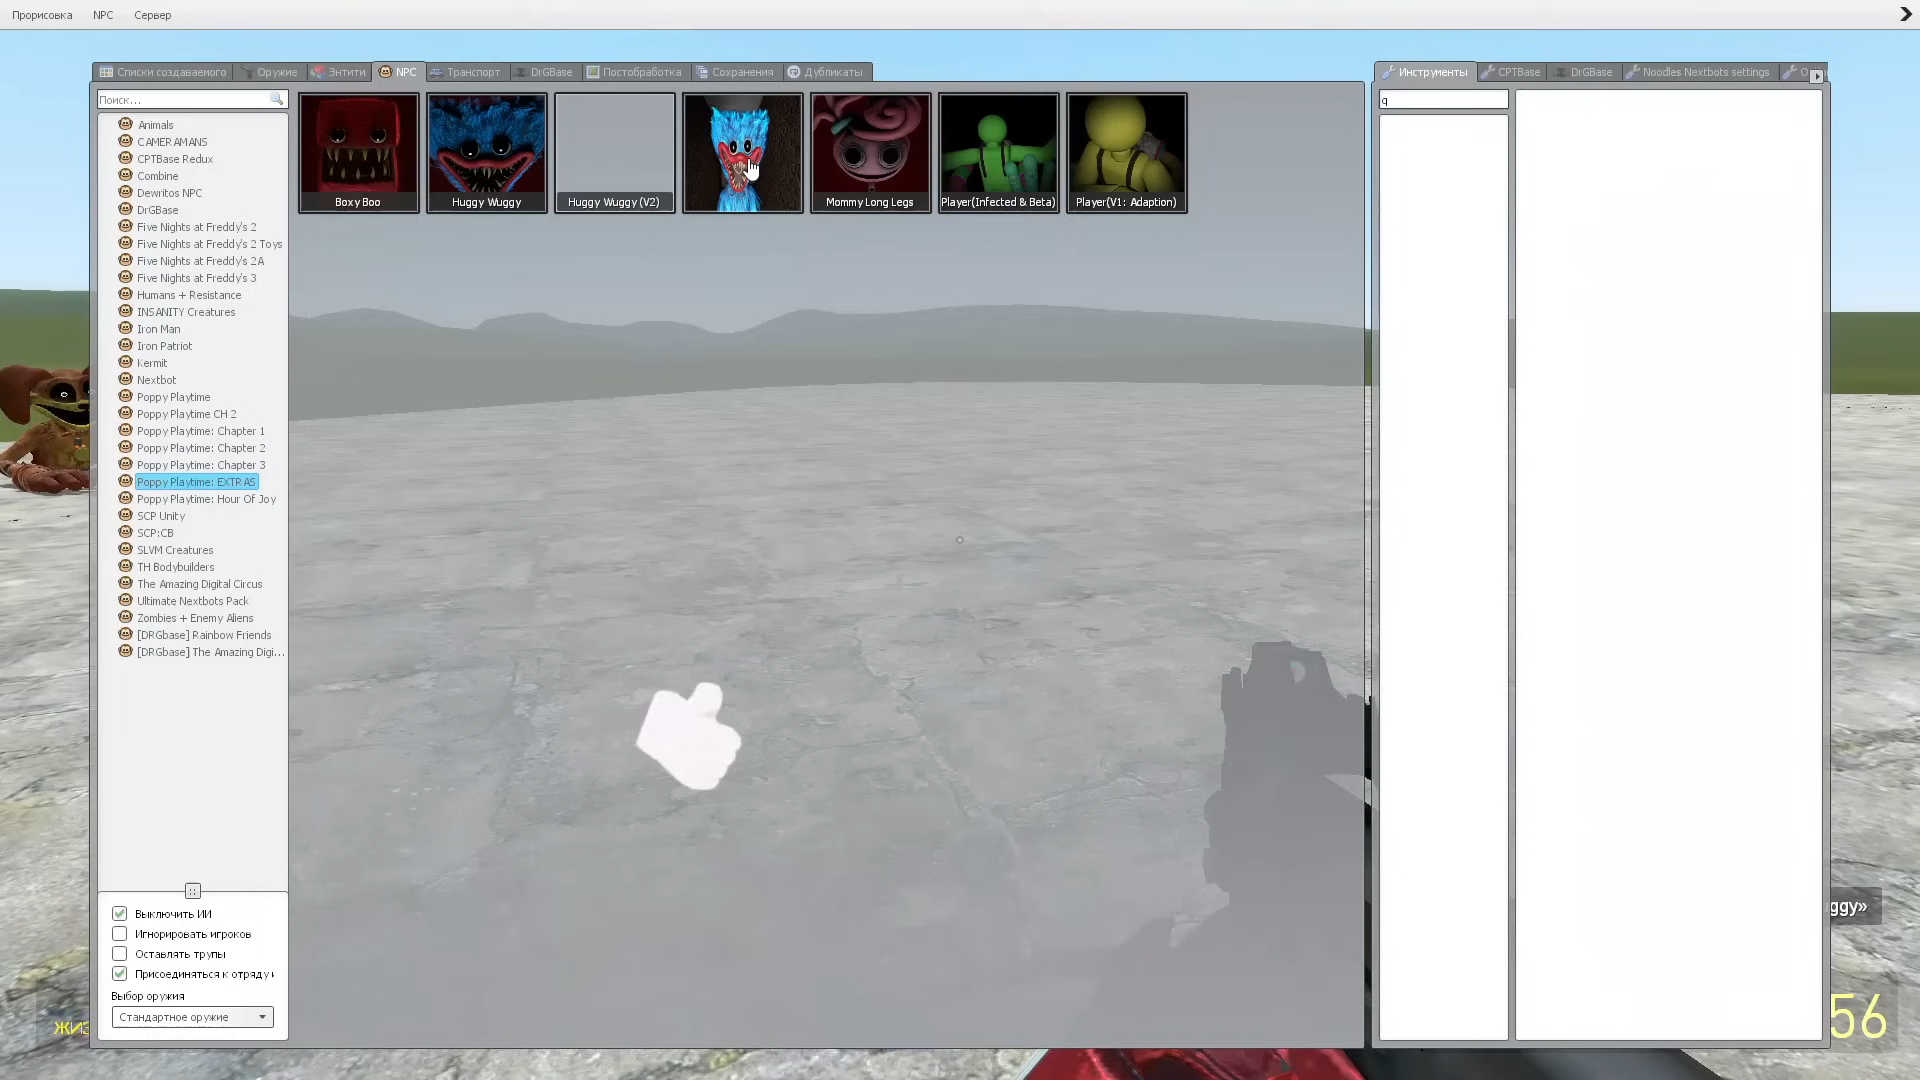 Прорисовка NPC Сервер
Списки создаваемого Оружие Энтити NPC Транспорт DrGBase Постобработка Сохранения Дубликаты
Инструменты CPTBase DrGBase Noodles Nextbots settings
Поиск...
q
Animals
CAMERAMANS
CPTBase Redux
Combine
Dewritos NPC
DrGBase
Five Nights at Freddy's 2
Five Nights at Freddy's 2 Toys
Five Nights at Freddy's 2A
Five Nights at Freddy's 3
Humans + Resistance
INSANITY Creatures
Iron Man
Iron Patriot
Kermit
Nextbot
Poppy Playtime
Poppy Playtime CH 2
Poppy Playtime: Chapter 1
Poppy Playtime: Chapter 2
Poppy Playtime: Chapter 3
Poppy Playtime: EXTRAS
Poppy Playtime: Hour Of Joy
SCP Unity
SCP:CB
SLVM Creatures
TH Bodybuilders
The Amazing Digital Circus
Ultimate Nextbots Pack
Zombies + Enemy Aliens
[DRGbase] Rainbow Friends
[DRGbase] The Amazing Digi...
Boxy Boo
Huggy Wuggy
Huggy Wuggy (V2)
Mommy Long Legs
Player(Infected & Beta)
Player(V1: Adaption)
Выключить ИИ
Игнорировать игроков
Оставлять трупы
Присоединяться к отряду
Выбор оружия
Стандартное оружие
ggy»
ЖИЗ
56